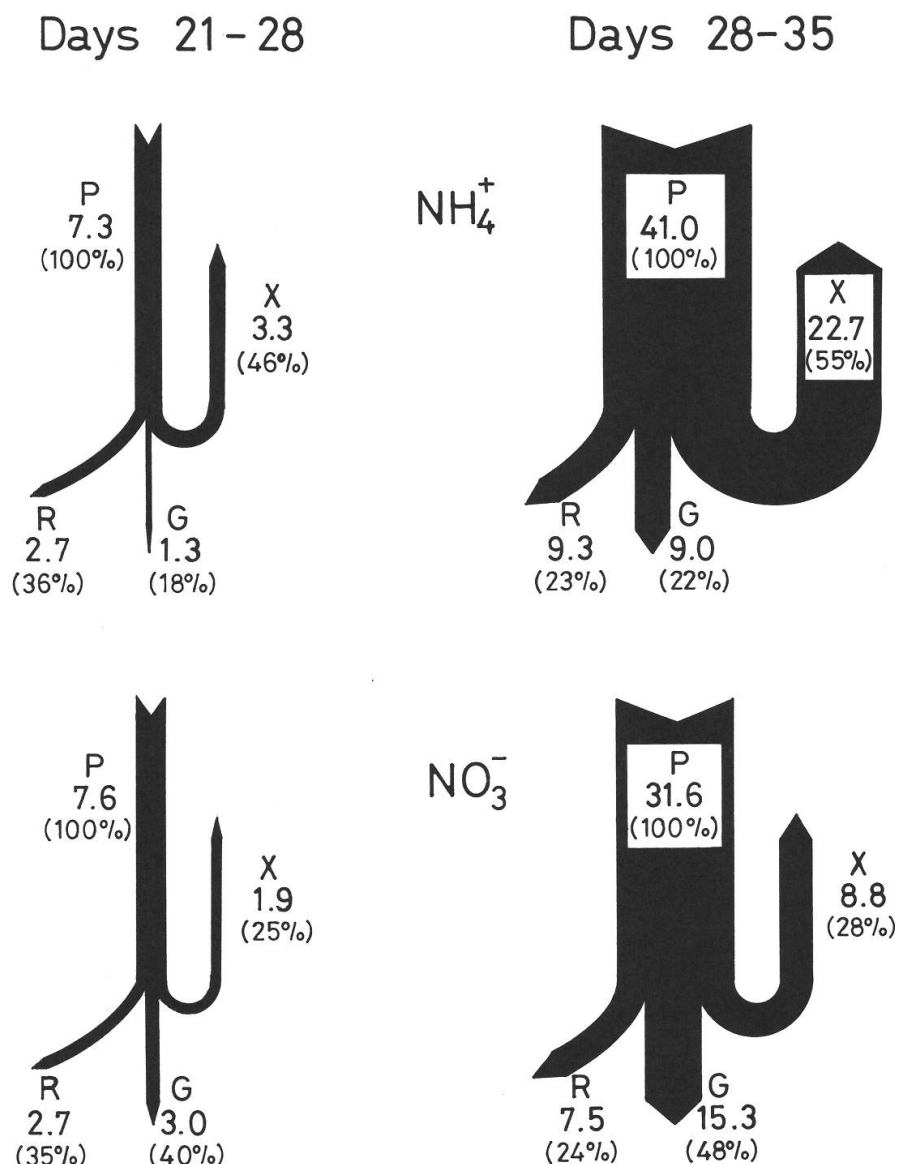 Days 21-28
Days 28-35
NH₄⁺
P
7.3
(100%)
X
3.3
(46%)
R
2.7
(36%)
G
1.3
(18%)
P
41.0
(100%)
X
22.7
(55%)
R
9.3
(23%)
G
9.0
(22%)
NO₃⁻
P
7.6
(100%)
X
1.9
(25%)
R
2.7
(35%)
G
3.0
(40%)
P
31.6
(100%)
X
8.8
(28%)
R
7.5
(24%)
G
15.3
(48%)